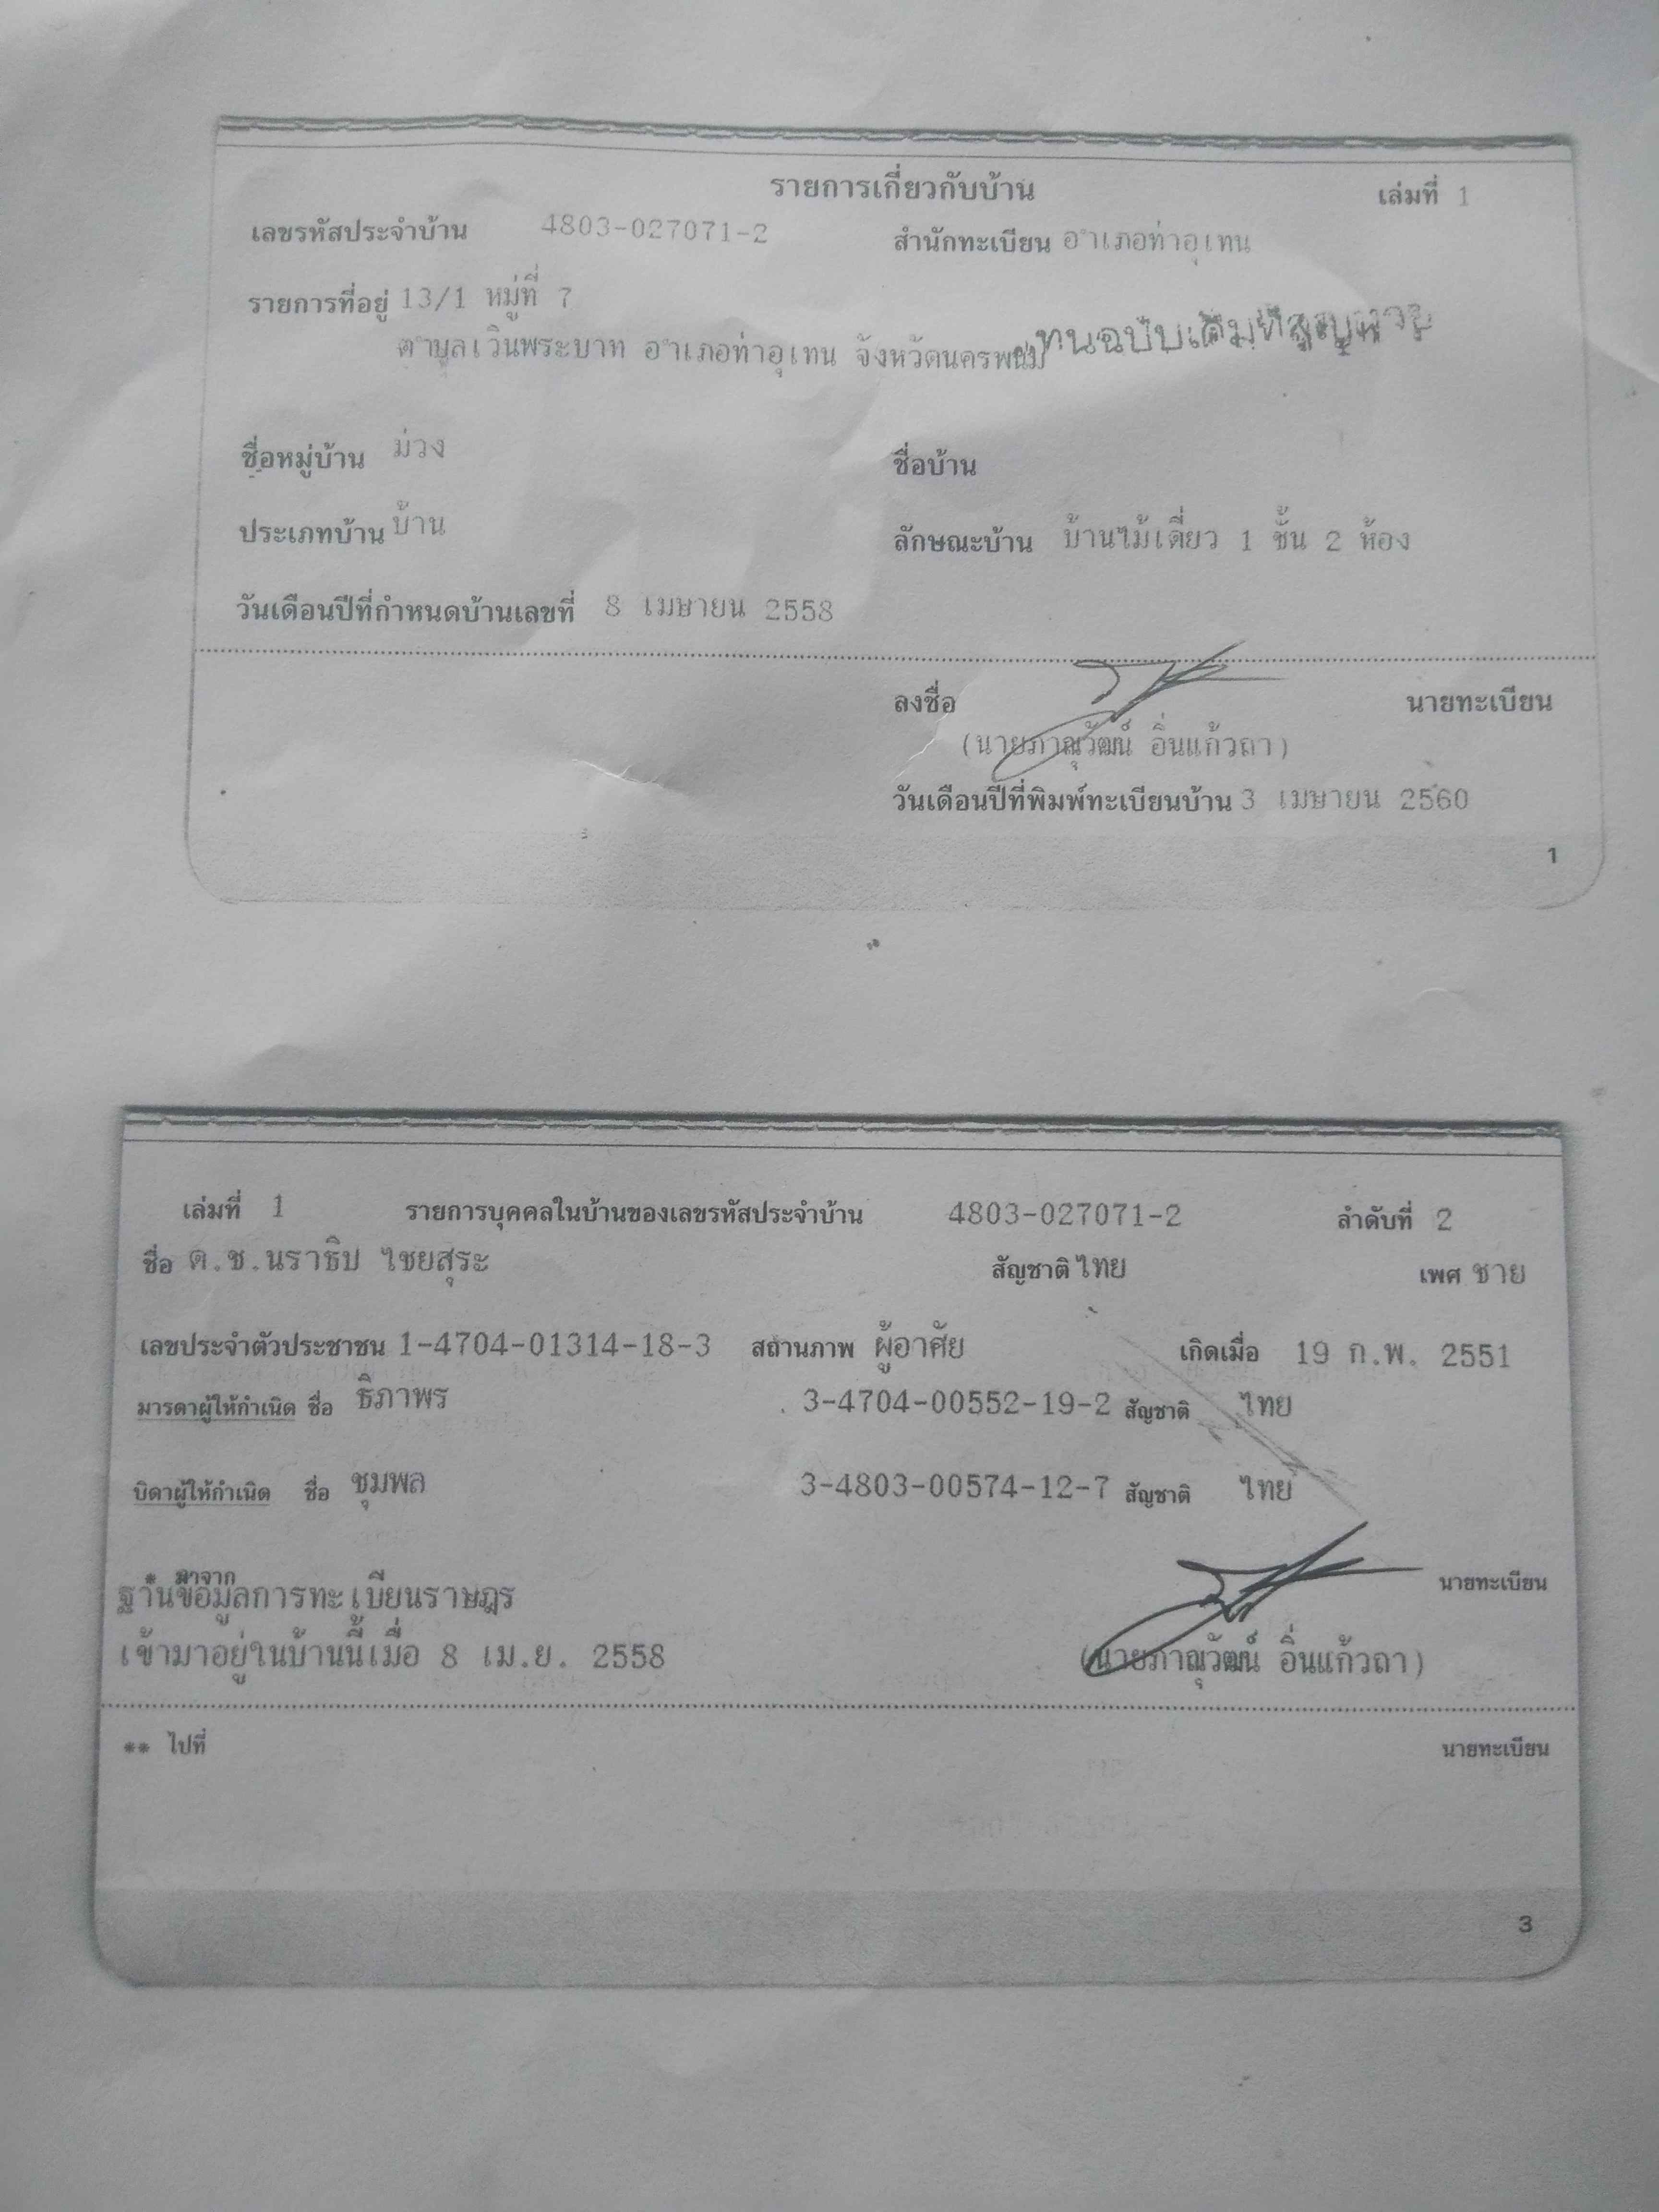 รายการเกี่ยวกับบ้าน เล่มที่ 1
เลขรหัสประจำบ้าน 4803-027071-2 สำนักทะเบียน อำเภอท่าอุเทน
รายการที่อยู่ 13/1 หมู่ที่ 7
ตำบลเวินพระบาท อำเภอท่าอุเทน จังหวัดนครพนม
แทนฉบับเดิมที่สูญหาย
ชื่อหมู่บ้าน ม่วง ชื่อบ้าน
ประเภทบ้าน บ้าน ลักษณะบ้าน บ้านไม้เดี่ยว 1 ชั้น 2 ห้อง
วันเดือนปีที่กำหนดบ้านเลขที่ 8 เมษายน 2558
ลงชื่อ นายทะเบียน
(นายภาณุวัฒน์ อิ่นแก้วถา)
วันเดือนปีที่พิมพ์ทะเบียนบ้าน 3 เมษายน 2560
1
เล่มที่ 1 รายการบุคคลในบ้านของเลขรหัสประจำบ้าน 4803-027071-2 ลำดับที่ 2
ชื่อ ด.ช.นราธิป ไชยสุระ สัญชาติ ไทย เพศ ชาย
เลขประจำตัวประชาชน 1-4704-01314-18-3 สถานภาพ ผู้อาศัย เกิดเมื่อ 19 ก.พ. 2551
มารดาผู้ให้กำเนิด ชื่อ ธิภาพร 3-4704-00552-19-2 สัญชาติ ไทย
บิดาผู้ให้กำเนิด ชื่อ ชุมพล 3-4803-00574-12-7 สัญชาติ ไทย
* มาจาก นายทะเบียน
ฐานข้อมูลการทะเบียนราษฎร
เข้ามาอยู่ในบ้านนี้เมื่อ 8 เม.ย. 2558 (นายภาณุวัฒน์ อิ่นแก้วถา)
** ไปที่ นายทะเบียน
3